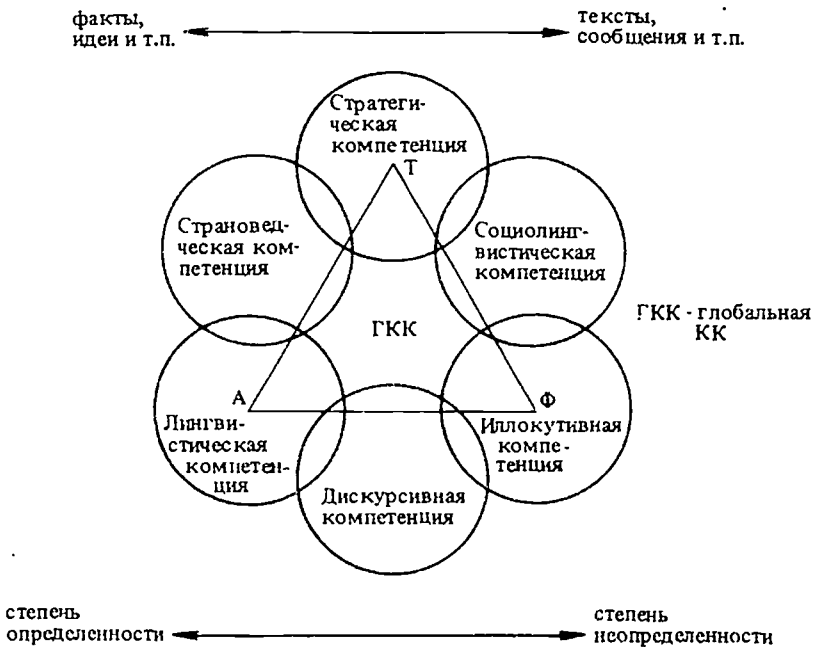 факты,
идеи и т.п.
тексты,
сообщения и т.п.
Стратеги-
ческая
компетенция
Т
Страновед-
ческая ком-
петенция
Социолинг-
вистическая
компетенция
ГКК
ГКК - глобальная
КК
А
Ф
Лингви-
стическая
компетен-
ция
Иллокутивная
компе-
тенция
Дискурсивная
компетенция
степень
определенности
степень
неопределенности